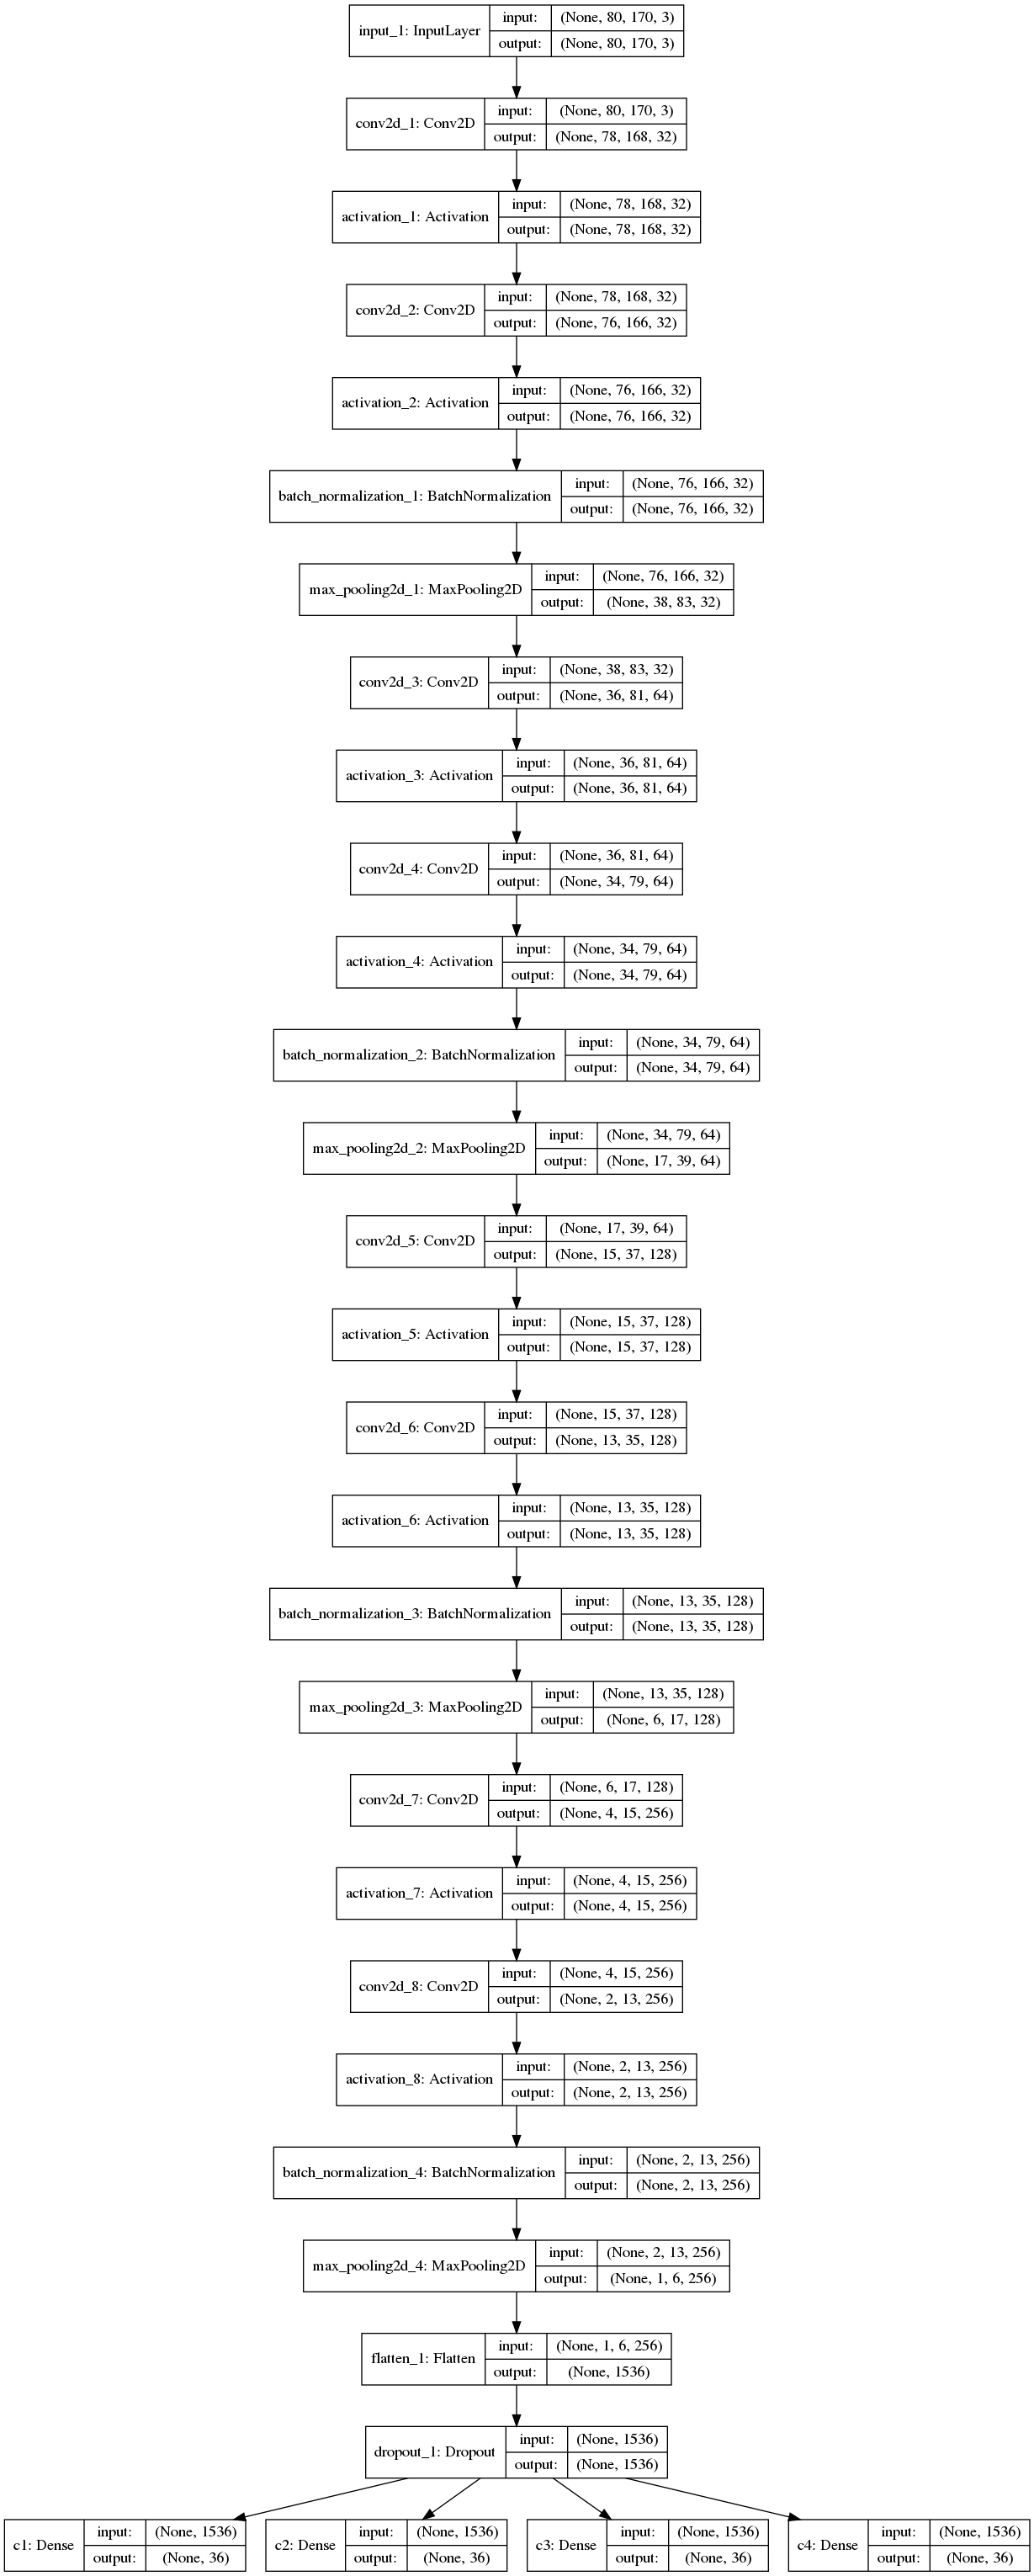 input_1: InputLayer
input: (None, 80, 170, 3)
output: (None, 80, 170, 3)
conv2d_1: Conv2D
input: (None, 80, 170, 3)
output: (None, 78, 168, 32)
activation_1: Activation
input: (None, 78, 168, 32)
output: (None, 78, 168, 32)
conv2d_2: Conv2D
input: (None, 78, 168, 32)
output: (None, 76, 166, 32)
activation_2: Activation
input: (None, 76, 166, 32)
output: (None, 76, 166, 32)
batch_normalization_1: BatchNormalization
input: (None, 76, 166, 32)
output: (None, 76, 166, 32)
max_pooling2d_1: MaxPooling2D
input: (None, 76, 166, 32)
output: (None, 38, 83, 32)
conv2d_3: Conv2D
input: (None, 38, 83, 32)
output: (None, 36, 81, 64)
activation_3: Activation
input: (None, 36, 81, 64)
output: (None, 36, 81, 64)
conv2d_4: Conv2D
input: (None, 36, 81, 64)
output: (None, 34, 79, 64)
activation_4: Activation
input: (None, 34, 79, 64)
output: (None, 34, 79, 64)
batch_normalization_2: BatchNormalization
input: (None, 34, 79, 64)
output: (None, 34, 79, 64)
max_pooling2d_2: MaxPooling2D
input: (None, 34, 79, 64)
output: (None, 17, 39, 64)
conv2d_5: Conv2D
input: (None, 17, 39, 64)
output: (None, 15, 37, 128)
activation_5: Activation
input: (None, 15, 37, 128)
output: (None, 15, 37, 128)
conv2d_6: Conv2D
input: (None, 15, 37, 128)
output: (None, 13, 35, 128)
activation_6: Activation
input: (None, 13, 35, 128)
output: (None, 13, 35, 128)
batch_normalization_3: BatchNormalization
input: (None, 13, 35, 128)
output: (None, 13, 35, 128)
max_pooling2d_3: MaxPooling2D
input: (None, 13, 35, 128)
output: (None, 6, 17, 128)
conv2d_7: Conv2D
input: (None, 6, 17, 128)
output: (None, 4, 15, 256)
activation_7: Activation
input: (None, 4, 15, 256)
output: (None, 4, 15, 256)
conv2d_8: Conv2D
input: (None, 4, 15, 256)
output: (None, 2, 13, 256)
activation_8: Activation
input: (None, 2, 13, 256)
output: (None, 2, 13, 256)
batch_normalization_4: BatchNormalization
input: (None, 2, 13, 256)
output: (None, 2, 13, 256)
max_pooling2d_4: MaxPooling2D
input: (None, 2, 13, 256)
output: (None, 1, 6, 256)
flatten_1: Flatten
input: (None, 1, 6, 256)
output: (None, 1536)
dropout_1: Dropout
input: (None, 1536)
output: (None, 1536)
c1: Dense
input: (None, 1536)
output: (None, 36)
c2: Dense
input: (None, 1536)
output: (None, 36)
c3: Dense
input: (None, 1536)
output: (None, 36)
c4: Dense
input: (None, 1536)
output: (None, 36)